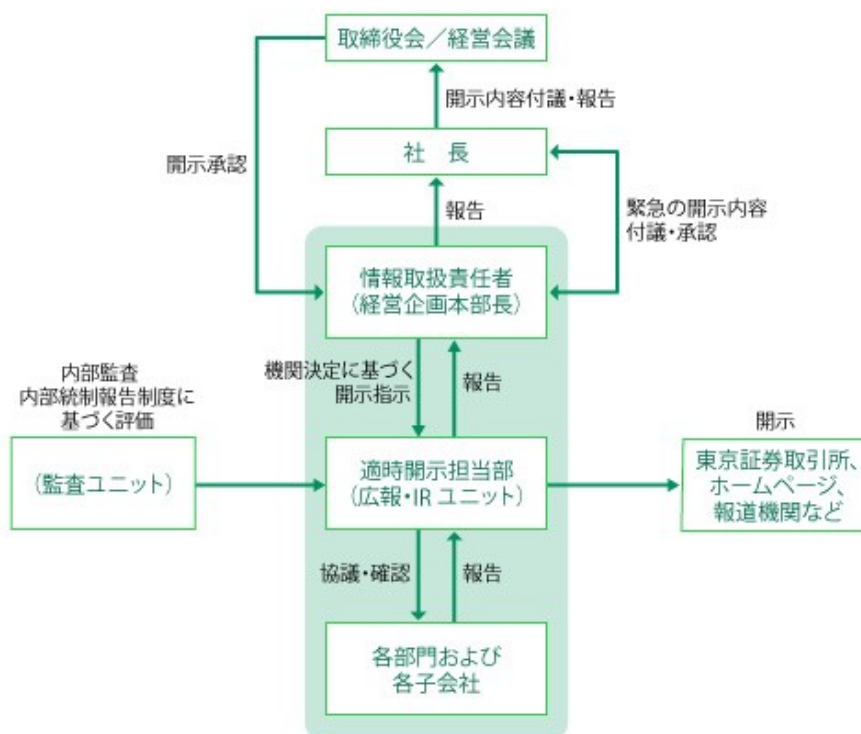 取締役会／経営会議
開示内容付議・報告
社　長
開示承認
報告
緊急の開示内容
付議・承認
情報取扱責任者
（経営企画本部長）
機関決定に基づく
開示指示
報告
内部監査
内部統制報告制度に
基づく評価
（監査ユニット）
適時開示担当部
（広報・IR ユニット）
開示
東京証券取引所、
ホームページ、
報道機関など
協議・確認
報告
各部門および
各子会社